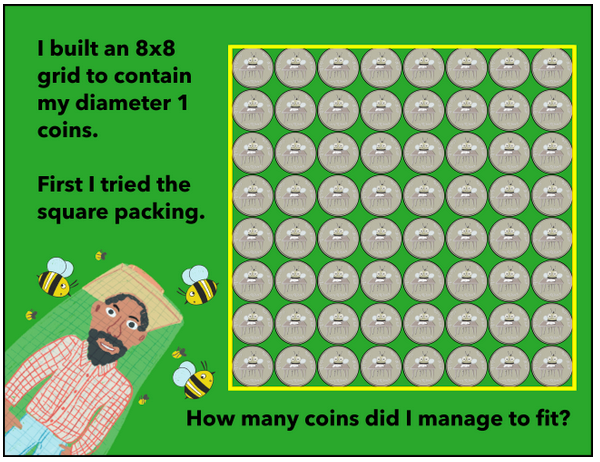 I built an 8x8
grid to contain
my diameter 1
coins.
First I tried the
square packing.
How many coins did I manage to fit?